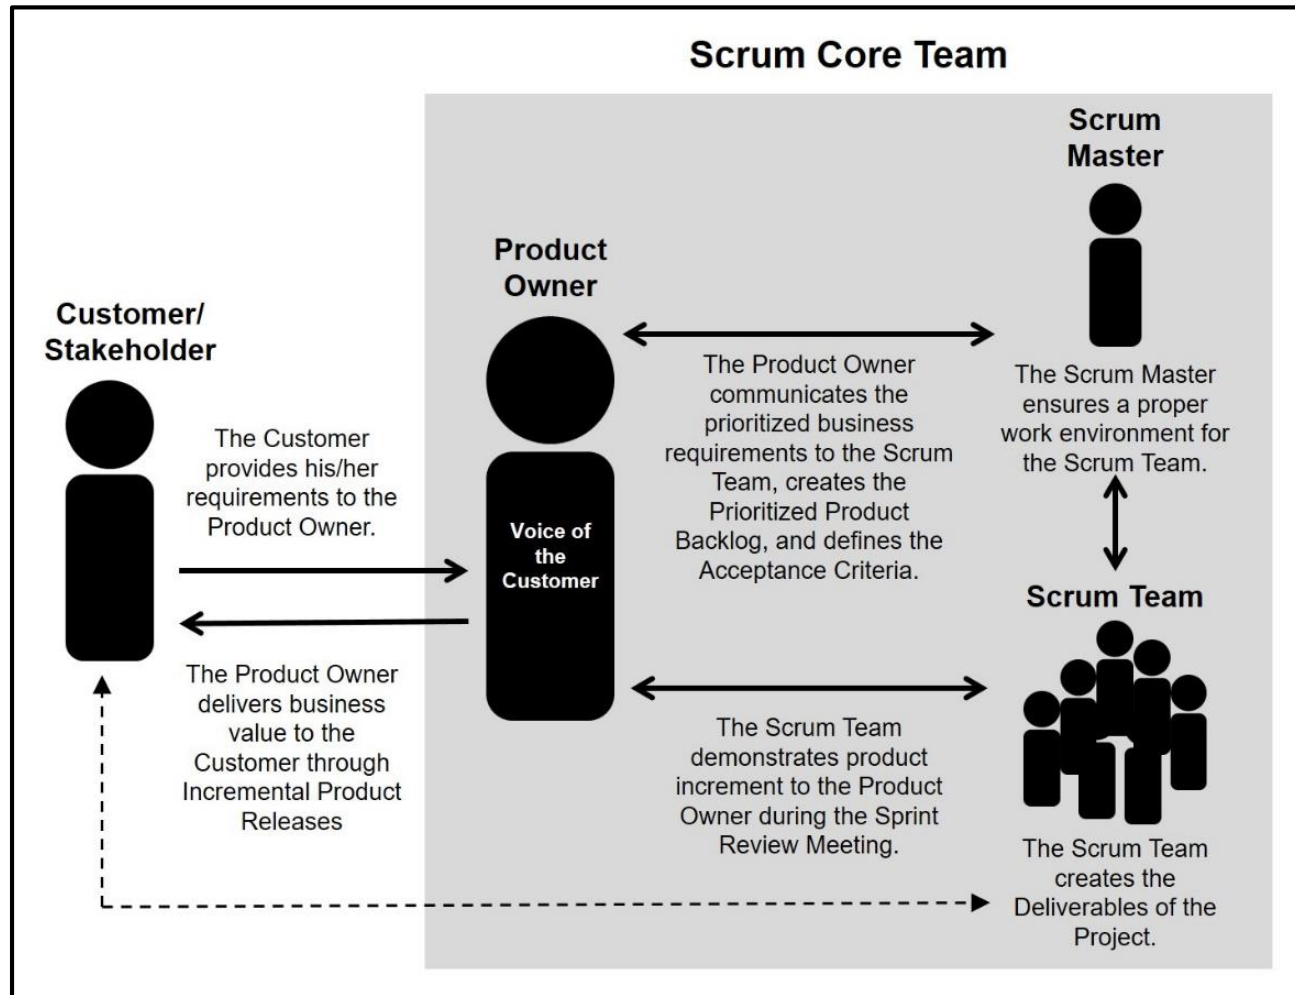 Scrum Core Team
Scrum
Master
Product
Owner
Customer/
Stakeholder
The Customer
provides his/her
requirements to the
Product Owner.
Voice of
the
Customer
The Product Owner
communicates the
prioritized business
requirements to the Scrum
Team, creates the
Prioritized Product
Backlog, and defines the
Acceptance Criteria.
The Scrum Master
ensures a proper
work environment for
the Scrum Team.
Scrum Team
The Product Owner
delivers business
value to the
Customer through
Incremental Product
Releases
The Scrum Team
demonstrates product
increment to the Product
Owner during the Sprint
Review Meeting.
The Scrum Team
creates the
Deliverables of the
Project.